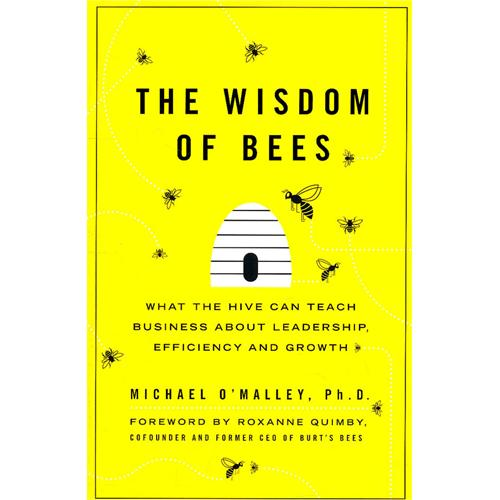 THE WISDOM
OF BEES
WHAT THE HIVE CAN TEACH
BUSINESS ABOUT LEADERSHIP,
EFFICIENCY AND GROWTH
MICHAEL O'MALLEY, Ph.D.
FOREWORD BY ROXANNE QUIMBY,
COFOUNDER AND FORMER CEO OF BURT'S BEES